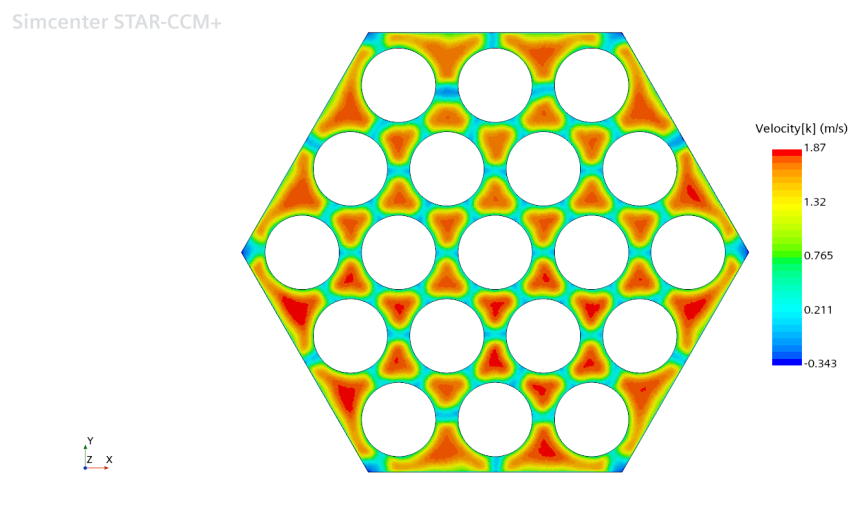 Simcenter STAR-CCM+
Velocity[k] (m/s)
1.87
1.32
0.765
0.211
-0.343
Y
Z X